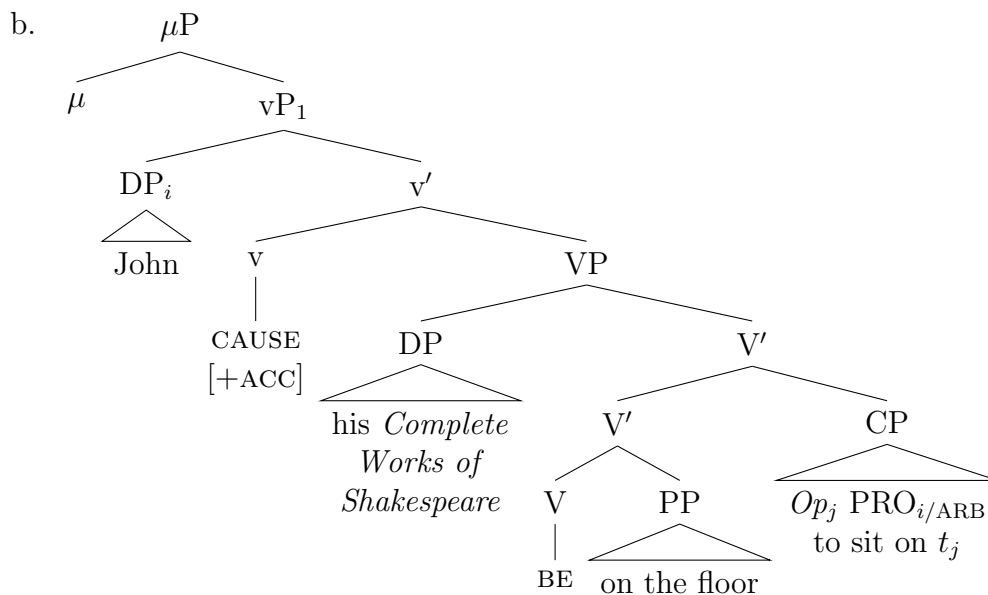 b.
μP
μ vP₁
DPᵢ v′
John v VP
CAUSE DP V′
[+ACC]
his Complete V′ CP
Works of
Shakespeare V PP Opⱼ PROᵢ/ARB
to sit on tⱼ
BE on the floor